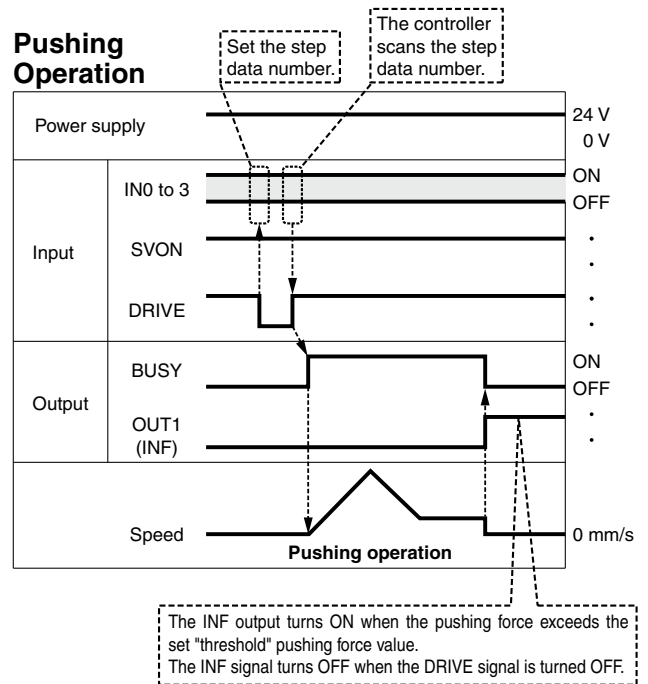 Pushing
Operation
Set the step
data number.
The controller
scans the step
data number.
Power supply
24 V
0 V
Input
IN0 to 3
ON
OFF
SVON
DRIVE
Output
BUSY
ON
OFF
OUT1
(INF)
Speed
0 mm/s
Pushing operation
The INF output turns ON when the pushing force exceeds the
set "threshold" pushing force value.
The INF signal turns OFF when the DRIVE signal is turned OFF.